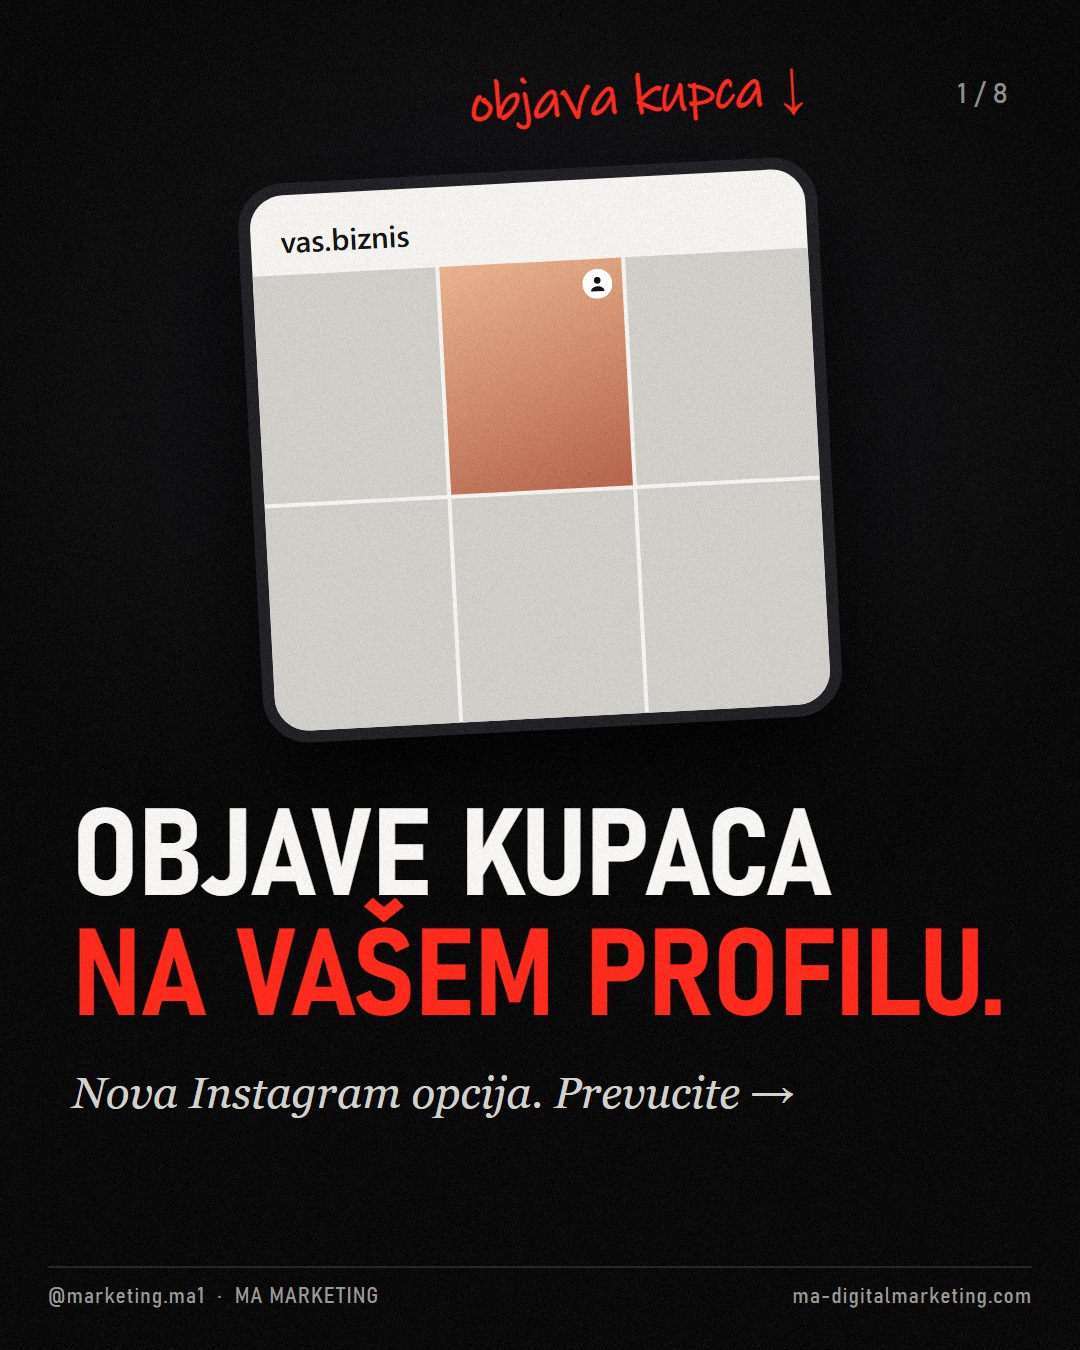 objava kupca ↓
1 / 8
vas.biznis
OBJAVE KUPACA
NA VAŠEM PROFILU.
Nova Instagram opcija. Prevucite →
@marketing.ma1 · MA MARKETING
ma-digitalmarketing.com